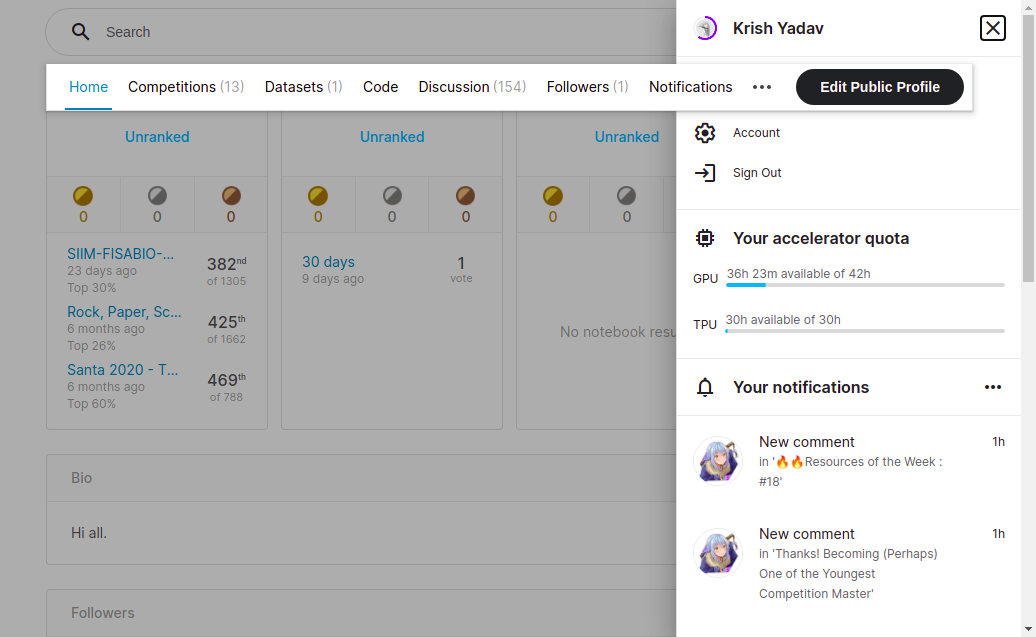 Search
Krish Yadav
Home Competitions (13) Datasets (1) Code Discussion (154) Followers (1) Notifications ••• Edit Public Profile
Unranked
Unranked
Unranked
Account
Sign Out
0 0 0
0 0 0
0 0
SIIM-FISABIO-...
23 days ago
Top 30%
382nd
of 1305
Rock, Paper, Sc...
6 months ago
Top 26%
425th
of 1662
Santa 2020 - T...
6 months ago
Top 60%
469th
of 788
30 days
9 days ago
1
vote
No notebook resu
Bio
Hi all.
Followers
Your accelerator quota
GPU
36h 23m available of 42h
TPU
30h available of 30h
Your notifications
New comment 1h
in '🔥🔥Resources of the Week :
#18'
New comment 1h
in 'Thanks! Becoming (Perhaps)
One of the Youngest
Competition Master'